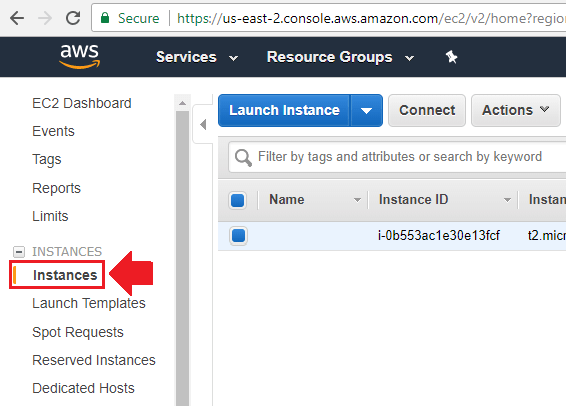 Secure https://us-east-2.console.aws.amazon.com/ec2/v2/home?regio
aws Services Resource Groups
EC2 Dashboard
Events
Tags
Reports
Limits
INSTANCES
Instances
Launch Templates
Spot Requests
Reserved Instances
Dedicated Hosts
Launch Instance Connect Actions
Filter by tags and attributes or search by keyword
Name Instance ID Instan
i-0b553ac1e30e13fcf t2.micr